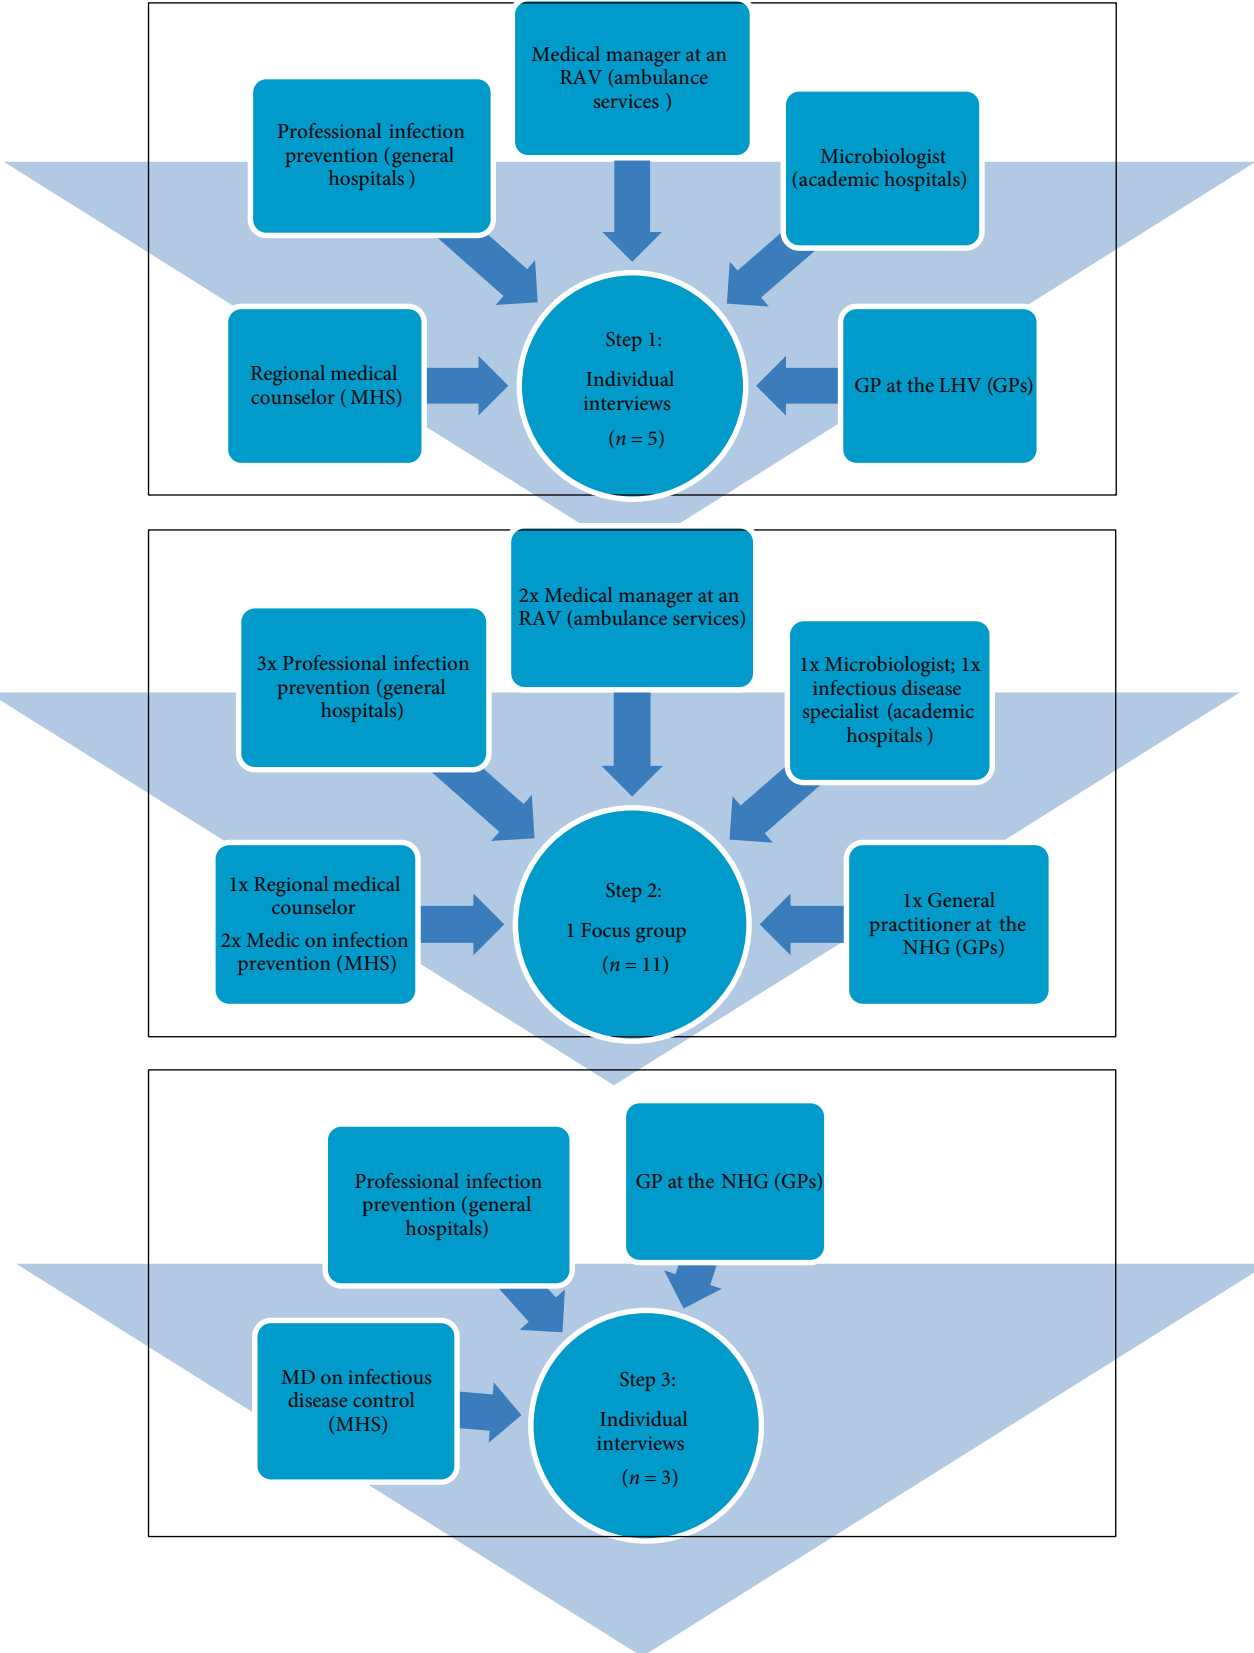 Medical manager at an
RAV (ambulance
services )
Professional infection
prevention (general
hospitals )
Microbiologist
(academic hospitals)
Regional medical
counselor ( MHS)
Step 1:
Individual
interviews
(n = 5)
GP at the LHV (GPs)
2x Medical manager at an
RAV (ambulance services)
3x Professional infection
prevention (general
hospitals)
1x Microbiologist; 1x
infectious disease
specialist (academic
hospitals )
1x Regional medical
counselor
2x Medic on infection
prevention (MHS)
Step 2:
1 Focus group
(n = 11)
1x General
practitioner at the
NHG (GPs)
Professional infection
prevention (general
hospitals)
GP at the NHG (GPs)
MD on infectious
disease control
(MHS)
Step 3:
Individual
interviews
(n = 3)